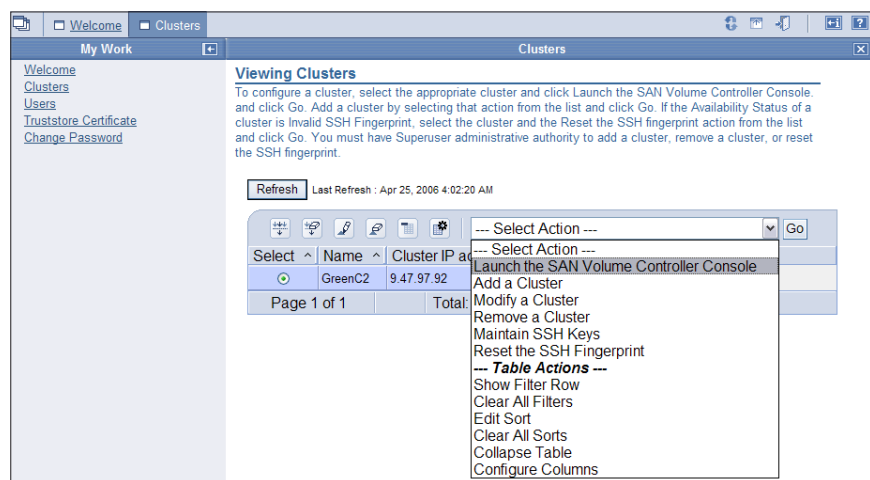 Welcome
Clusters
My Work
Clusters
Welcome
Clusters
Users
Truststore Certificate
Change Password
Viewing Clusters
To configure a cluster, select the appropriate cluster and click Launch the SAN Volume Controller Console.
and click Go. Add a cluster by selecting that action from the list and click Go. If the Availability Status of a
cluster is Invalid SSH Fingerprint, select the cluster and the Reset the SSH fingerprint action from the list
and click Go. You must have Superuser administrative authority to add a cluster, remove a cluster, or reset
the SSH fingerprint.
Refresh Last Refresh : Apr 25, 2006 4:02:20 AM
--- Select Action --- Go
Select Name Cluster IP
GreenC2 9.47.97.92
Page 1 of 1 Total:
--- Select Action ---
Launch the SAN Volume Controller Console
Add a Cluster
Modify a Cluster
Remove a Cluster
Maintain SSH Keys
Reset the SSH Fingerprint
--- Table Actions ---
Show Filter Row
Clear All Filters
Edit Sort
Clear All Sorts
Collapse Table
Configure Columns